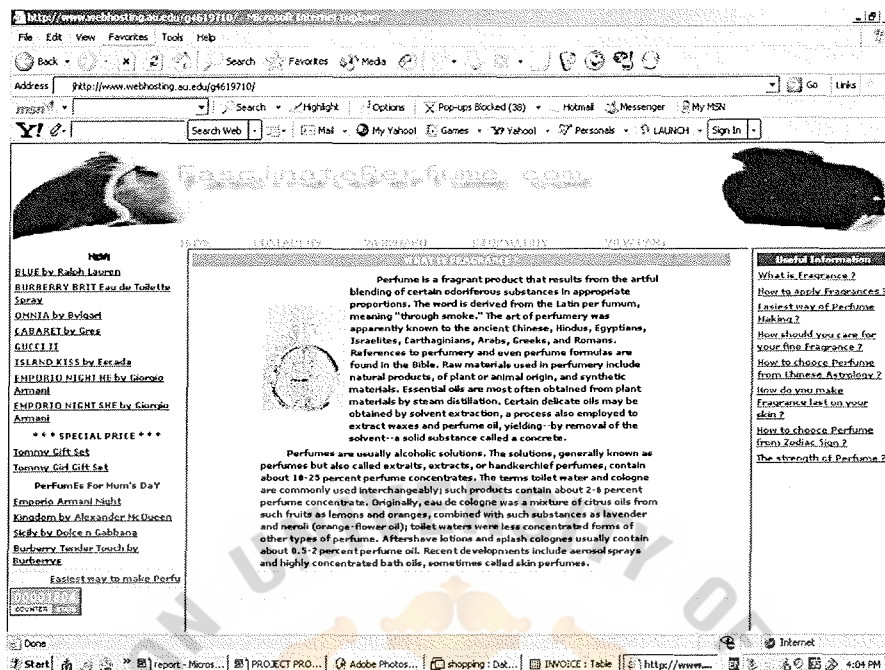 http://www.webhosting.au.edu/g4619710/ - Microsoft Internet Explorer
File Edit View Favorites Tools Help
Back Search Favorites Media
Address http://www.webhosting.au.edu/g4619710/ Go Links
msn Search Highlight Options Pop-ups Blocked (38) Hotmail Messenger My MSN
Y! Search Web Mail My Yahoo! Games Yahoo! Personals LAUNCH Sign In
FascinatePerfume.com
WHAT IS FRAGRANCE
New
BLUE by Ralph Lauren
BURBERRY BRIT Eau de Toilette
Spray
OMNIA by Bvlgari
CABARET by Gres
GUCCI II
ISLAND KISS by Escada
EMPORIO NIGHT HE by Giorgio
Armani
EMPORIO NIGHT SHE by Giorgio
Armani
* * * SPECIAL PRICE * * *
Tommy Gift Set
Tommy Girl Gift Set
PerfumEs For Mum's DaY
Emporio Armani Night
Kingdom by Alexander McQueen
Sicily by Dolce n Gabbana
Burberry Tender Touch by
Burberrys
Easiest way to make Perfu
COUNTER
Perfume is a fragrant product that results from the artful
blending of certain odoriferous substances in appropriate
proportions. The word is derived from the Latin per fumum,
meaning "through smoke." The art of perfumery was
apparently known to the ancient Chinese, Hindus, Egyptians,
Israelites, Carthaginians, Arabs, Greeks, and Romans.
References to perfumery and even perfume formulas are
found in the Bible. Raw materials used in perfumery include
natural products, of plant or animal origin, and synthetic
materials. Essential oils are most often obtained from plant
materials by steam distillation. Certain delicate oils may be
obtained by solvent extraction, a process also employed to
extract waxes and perfume oil, yielding--by removal of the
solvent--a solid substance called a concrete.
Perfumes are usually alcoholic solutions. The solutions, generally known as
perfumes but also called extraits, extracts, or handkerchief perfumes, contain
about 10-25 percent perfume concentrates. The terms toilet water and cologne
are commonly used interchangeably; such products contain about 2-6 percent
perfume concentrate. Originally, eau de cologne was a mixture of citrus oils from
such fruits as lemons and oranges, combined with such substances as lavender
and neroli (orange-flower oil); toilet waters were less concentrated forms of
other types of perfume. Aftershave lotions and splash colognes usually contain
about 0.5-2 percent perfume oil. Recent developments include aerosol sprays
and highly concentrated bath oils, sometimes called skin perfumes.
Useful Information
What is Fragrance ?
How to apply Fragrances ?
Easiest way of Perfume
Making ?
How should you care for
your fine Fragrance ?
How to choose Perfume
from Chinese Astrology ?
How do you make
Fragrance last on your
skin ?
How to choose Perfume
from Zodiac Sign ?
The strength of Perfume ?
Done Internet
Start report - Micros... PROJECT PRO... Adobe Photos... shopping : Dat... INVOICE : Table http://www.... 4:04 PM